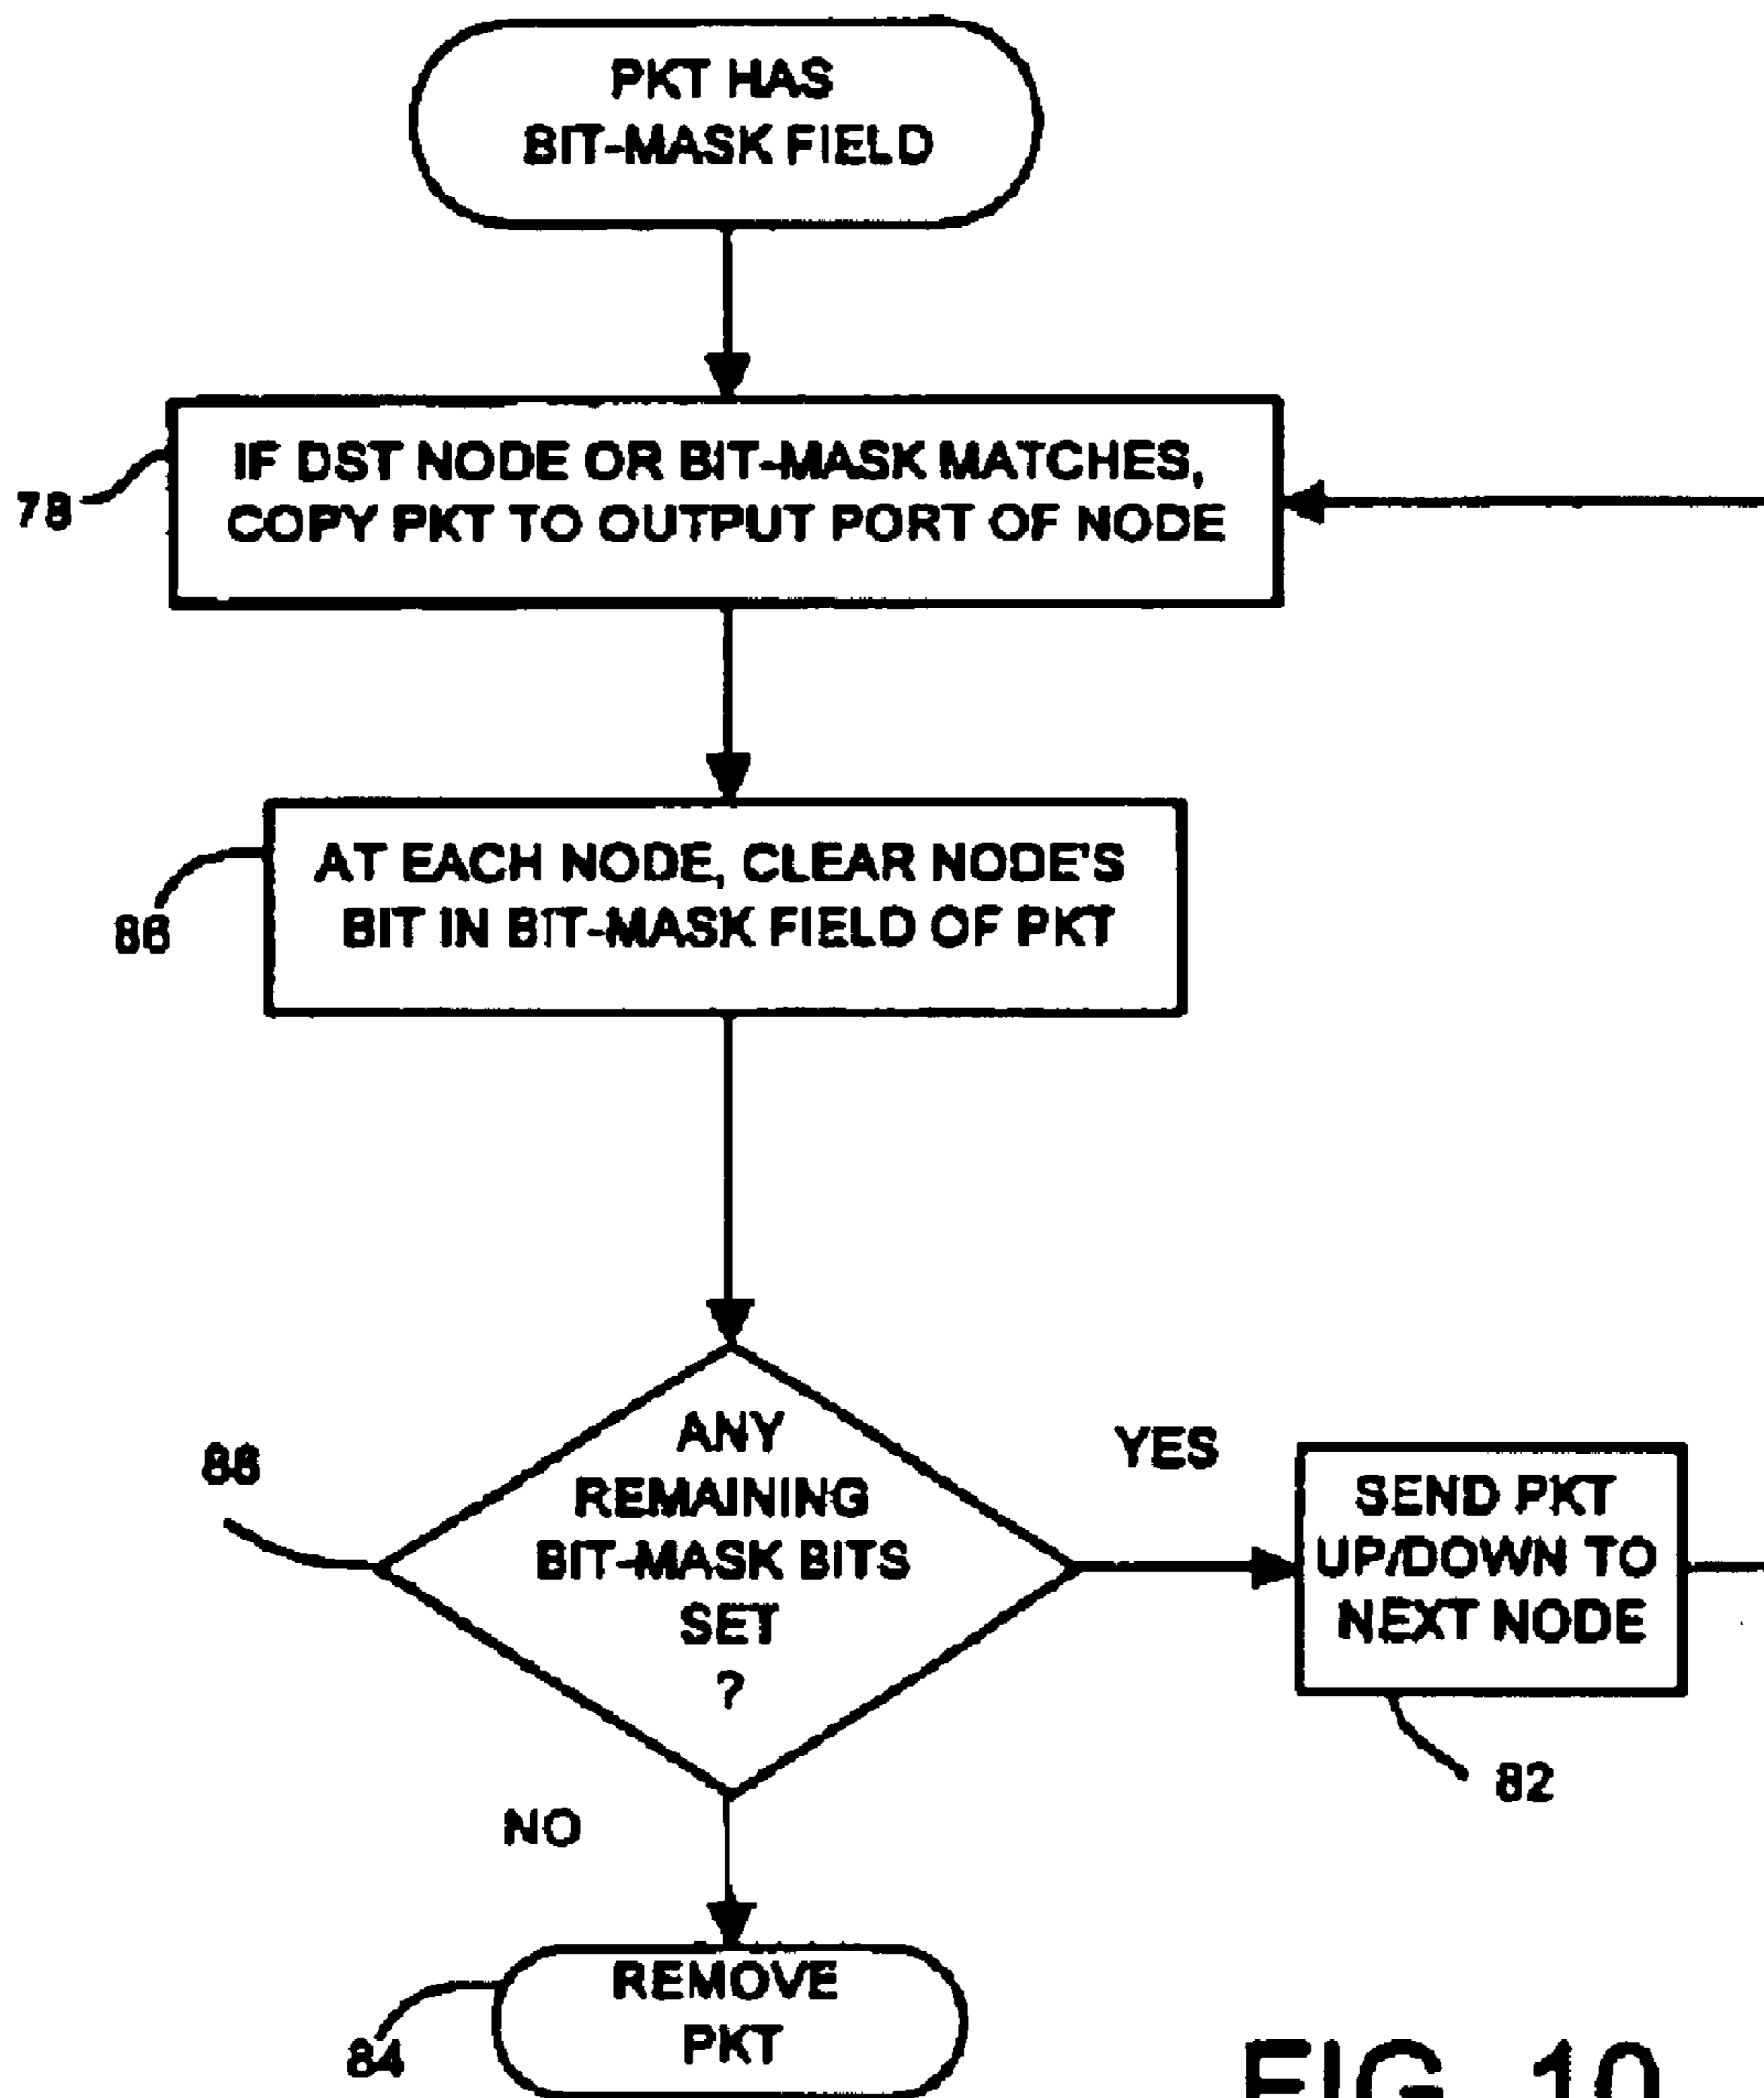 PKT HAS
BIT-MASK FIELD
IF DST NODE OR BIT-MASK MATCHES,
COPY PKT TO OUTPUT PORT OF NODE
78
AT EACH NODE, CLEAR NODE'S
BIT IN BIT-MASK FIELD OF PKT
ANY
REMAINING
BIT-MASK BITS
SET
?
YES
SEND PKT
UP/DOWN TO
NEXT NODE
82
NO
REMOVE
PKT
84
FIG. 10